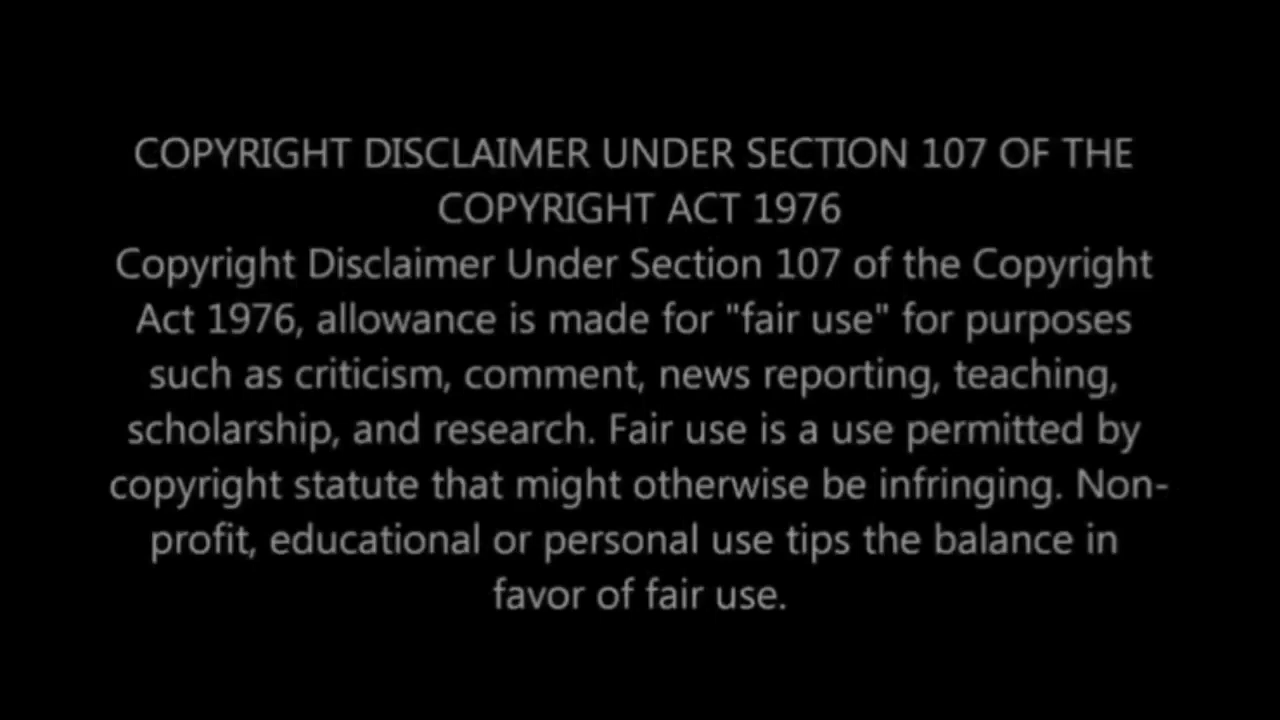 COPYRIGHT DISCLAIMER UNDER SECTION 107 OF THE
COPYRIGHT ACT 1976
Copyright Disclaimer Under Section 107 of the Copyright
Act 1976, allowance is made for "fair use" for purposes
such as criticism, comment, news reporting, teaching,
scholarship, and research. Fair use is a use permitted by
copyright statute that might otherwise be infringing. Non-
profit, educational or personal use tips the balance in
favor of fair use.